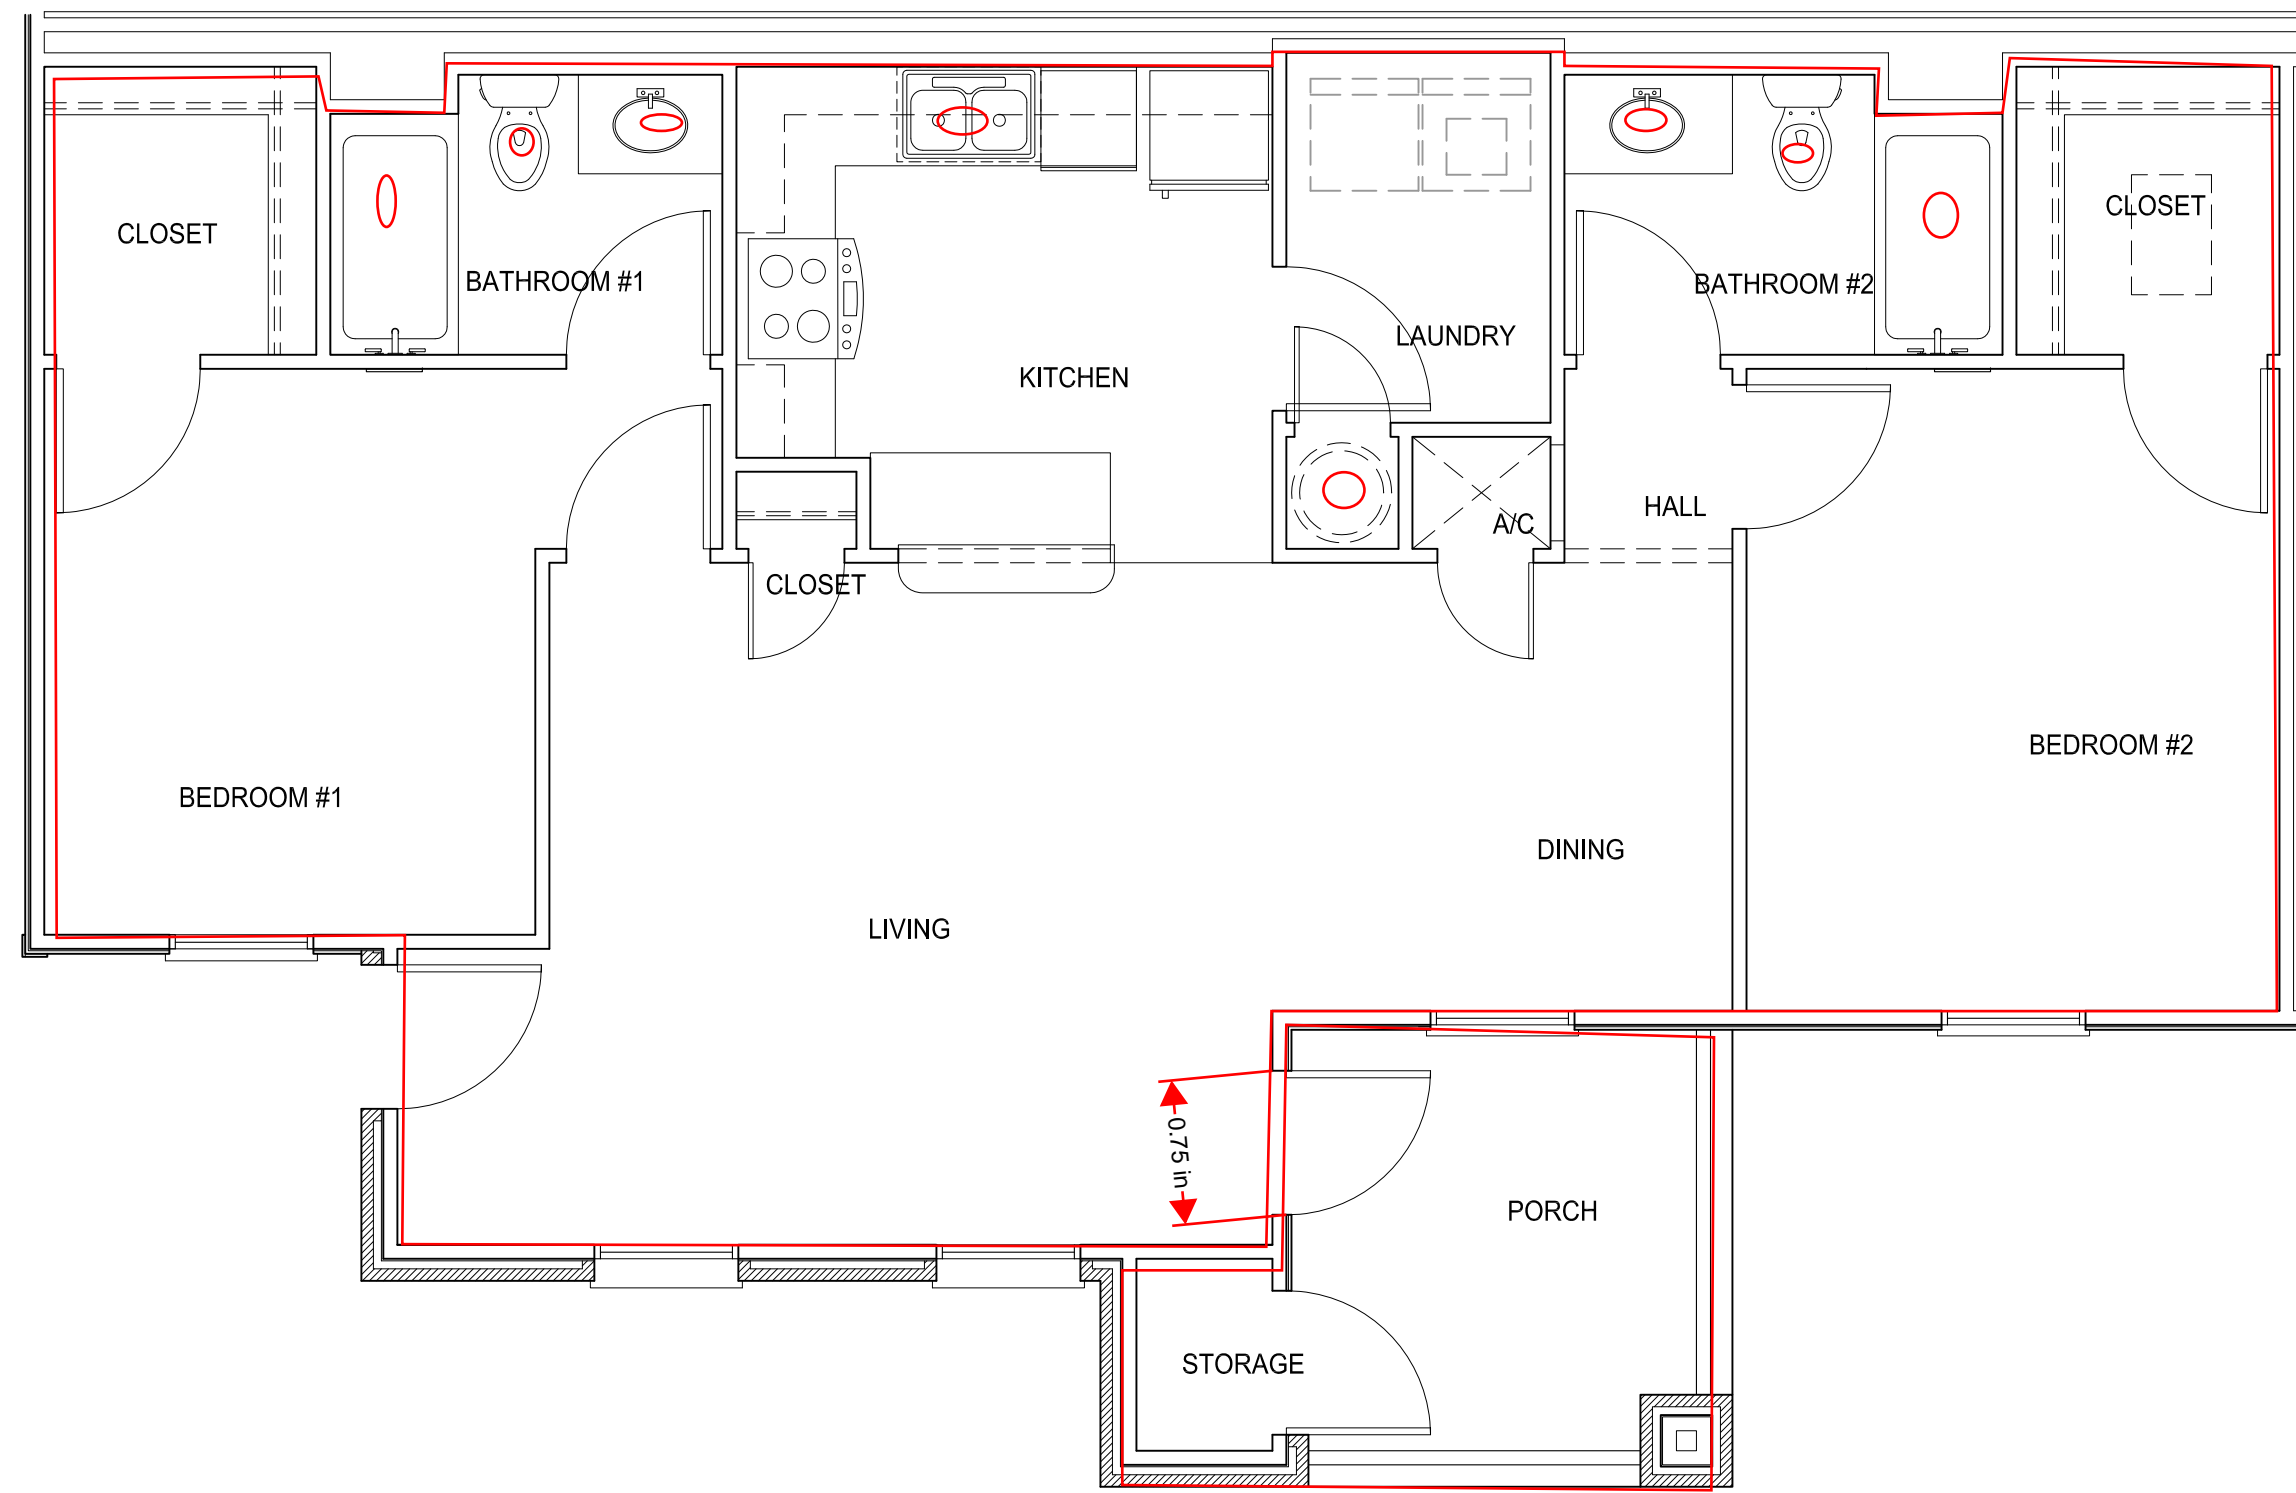 CLOSET
CLOSET
BATHROOM #1
BATHROOM #2
LAUNDRY
KITCHEN
HALL
A/C
CLOSET
BEDROOM #2
BEDROOM #1
DINING
LIVING
0.75 in
PORCH
STORAGE